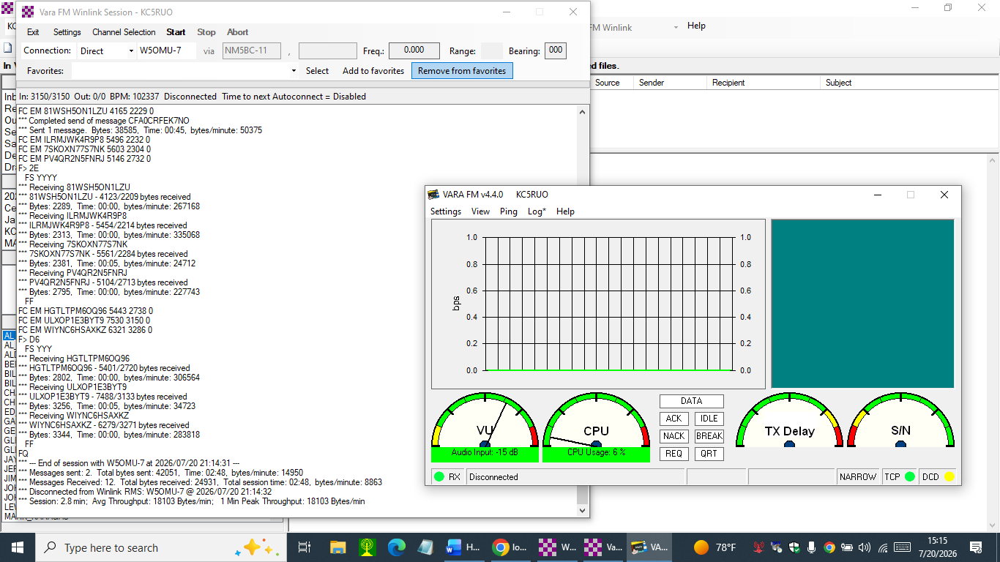 Vara FM Winlink Session - KC5RUO
Exit Settings Channel Selection Start Stop Abort
Connection: Direct W5OMU-7 via NM5BC-11 , Freq.: 0.000 Range: Bearing: 000
Favorites: Select Add to favorites Remove from favorites
In: 3150/3150 Out: 0/0 BPM: 102337 Disconnected Time to next Autoconnect = Disabled
FC EM 81WSH5ON1LZU 4165 2229 0
*** Completed send of message CFA0CRFEK7NO
*** Sent 1 message. Bytes: 38585, Time: 00:45, bytes/minute: 50375
FC EM ILRMJWK4R9P8 5496 2232 0
FC EM 7SKOXN77S7NK 5603 2304 0
FC EM PV4QR2N5FNRJ 5146 2732 0
F> 2E
FS YYYY
*** Receiving 81WSH5ON1LZU
*** 81WSH5ON1LZU - 4123/2209 bytes received
*** Bytes: 2289, Time: 00:00, bytes/minute: 267168
*** Receiving ILRMJWK4R9P8
*** ILRMJWK4R9P8 - 5454/2214 bytes received
*** Bytes: 2313, Time: 00:00, bytes/minute: 335068
*** Receiving 7SKOXN77S7NK
*** 7SKOXN77S7NK - 5561/2284 bytes received
*** Bytes: 2381, Time: 00:05, bytes/minute: 24712
*** Receiving PV4QR2N5FNRJ
*** PV4QR2N5FNRJ - 5104/2713 bytes received
*** Bytes: 2795, Time: 00:00, bytes/minute: 227743
FF
FC EM HGTLTPM6OQ96 5443 2738 0
FC EM ULXOP1E3BYT9 7530 3150 0
FC EM WIYNC6HSAXKZ 6321 3286 0
F> D6
FS YYY
*** Receiving HGTLTPM6OQ96
*** HGTLTPM6OQ96 - 5401/2720 bytes received
*** Bytes: 2802, Time: 00:00, bytes/minute: 306564
*** Receiving ULXOP1E3BYT9
*** ULXOP1E3BYT9 - 7488/3133 bytes received
*** Bytes: 3256, Time: 00:05, bytes/minute: 34723
*** Receiving WIYNC6HSAXKZ
*** WIYNC6HSAXKZ - 6279/3271 bytes received
*** Bytes: 3344, Time: 00:00, bytes/minute: 283818
FF
FQ
*** --- End of session with W5OMU-7 at 2026/07/20 21:14:31 ---
*** Messages sent: 2. Total bytes sent: 42051, Time: 02:48, bytes/minute: 14950
*** Messages Received: 12. Total bytes received: 24931, Total session time: 02:48, bytes/minute: 8863
*** Disconnected from Winlink RMS: W5OMU-7 @ 2026/07/20 21:14:32
*** Session: 2.8 min; Avg Throughput: 18103 Bytes/min; 1 Min Peak Throughput: 18103 Bytes/min
FM Winlink Help
files.
Source Sender Recipient Subject
VARA FM v4.4.0 KC5RUO
Settings View Ping Log* Help
1.0 1.0
0.8 0.8
0.6 0.6
bps
0.4 0.4
0.2 0.2
0.0 0.0
VU
Audio Input: -15 dB
CPU
CPU Usage: 6 %
DATA
ACK IDLE
NACK BREAK
REQ QRT
TX Delay
S/N
RX Disconnected NARROW TCP DCD
Type here to search
H...
Io...
W...
Va...
VA...
78°F
15:15
7/20/2026